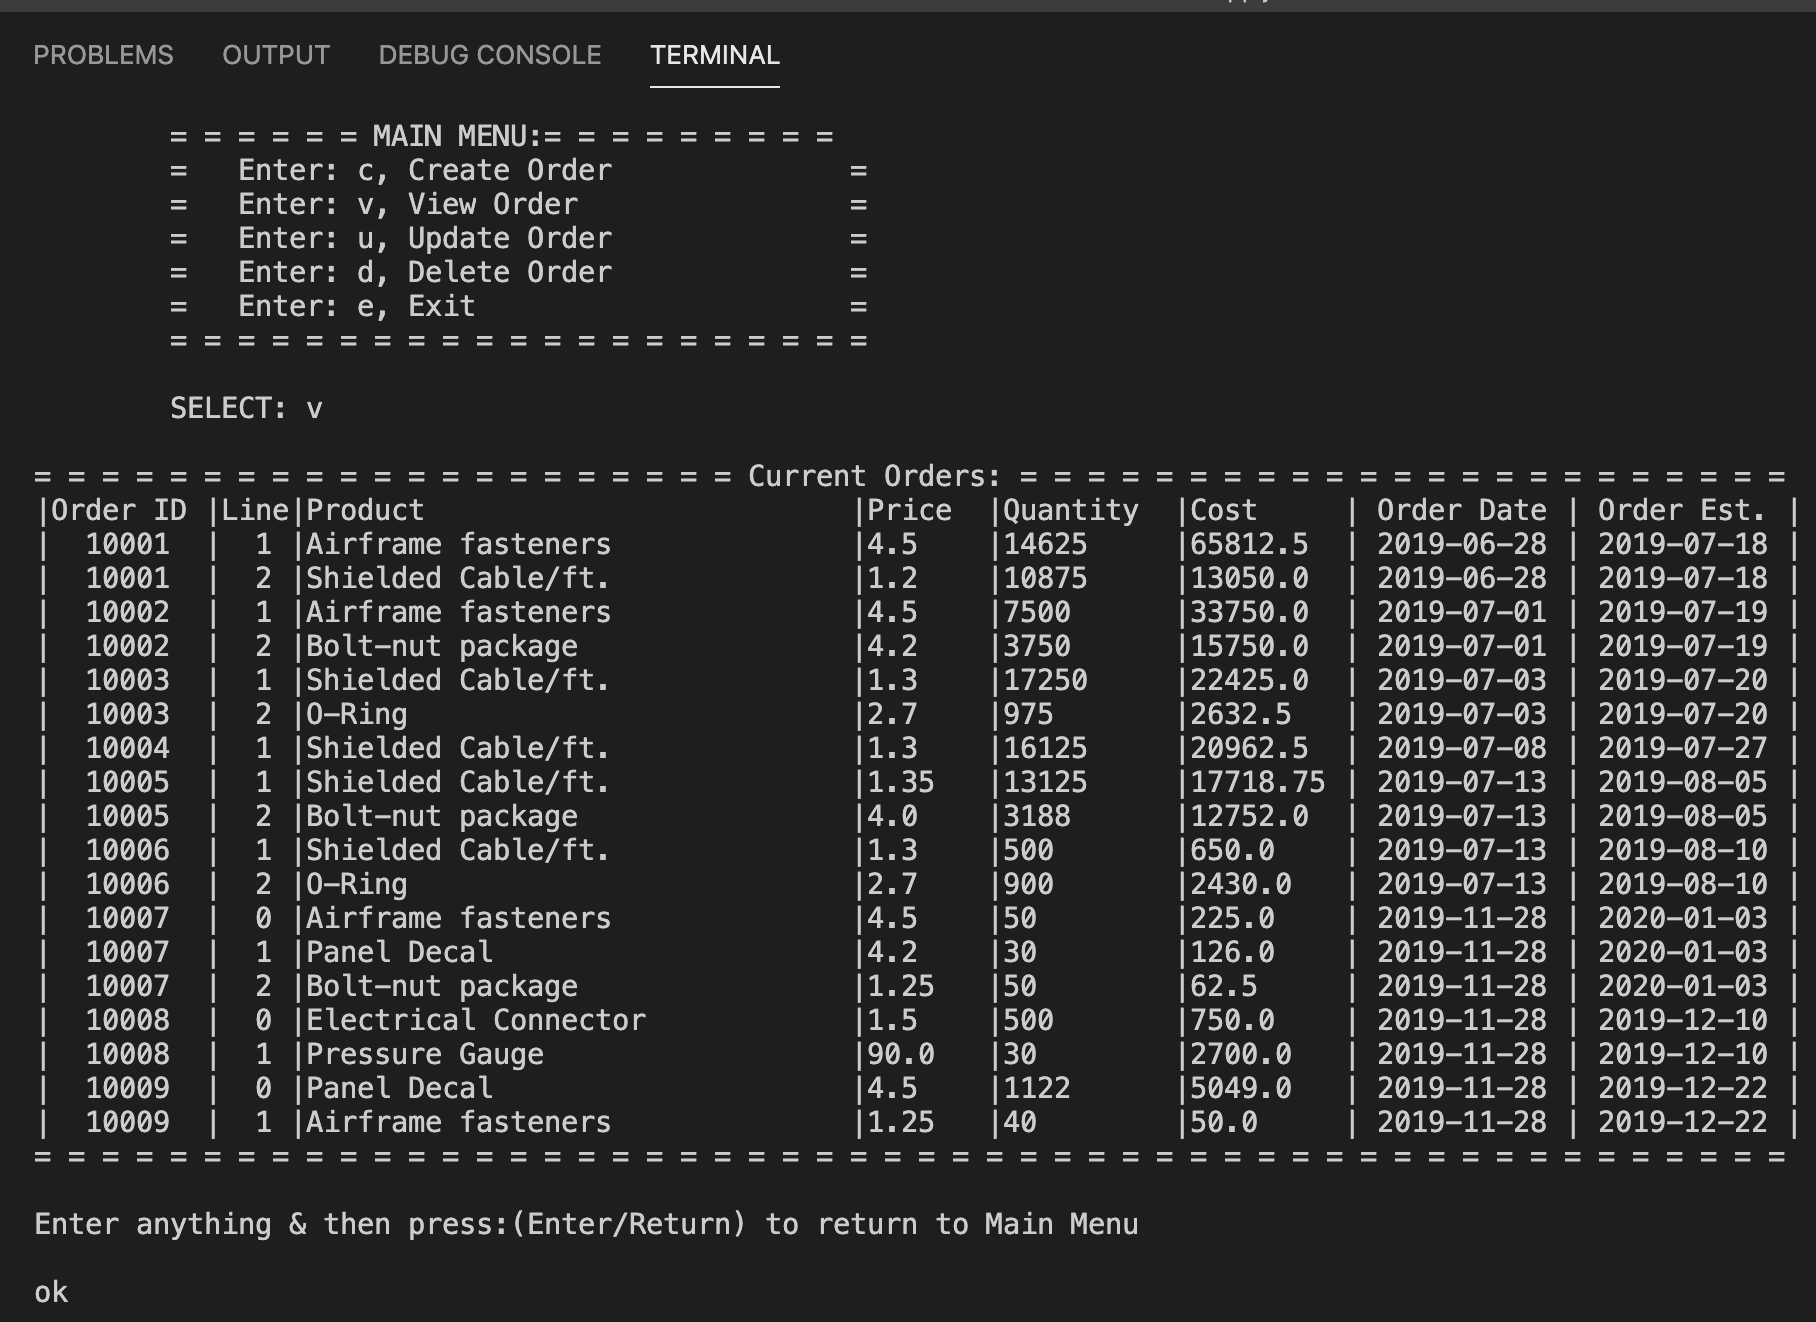 PROBLEMS OUTPUT DEBUG CONSOLE TERMINAL
= = = = = = MAIN MENU:= = = = = = = = =
=   Enter: c, Create Order              =
=   Enter: v, View Order                =
=   Enter: u, Update Order              =
=   Enter: d, Delete Order              =
=   Enter: e, Exit                      =
= = = = = = = = = = = = = = = = = = = = =
SELECT: v
= = = = = = = = = = = = = = = = = = = = = Current Orders: = = = = = = = = = = = = = = = = = = = = = = =
|Order ID |Line|Product                         |Price  |Quantity  |Cost     | Order Date | Order Est. |
|  10001  |  1 |Airframe fasteners              |4.5    |14625     |65812.5  | 2019-06-28 | 2019-07-18 |
|  10001  |  2 |Shielded Cable/ft.              |1.2    |10875     |13050.0  | 2019-06-28 | 2019-07-18 |
|  10002  |  1 |Airframe fasteners              |4.5    |7500      |33750.0  | 2019-07-01 | 2019-07-19 |
|  10002  |  2 |Bolt-nut package                |4.2    |3750      |15750.0  | 2019-07-01 | 2019-07-19 |
|  10003  |  1 |Shielded Cable/ft.              |1.3    |17250     |22425.0  | 2019-07-03 | 2019-07-20 |
|  10003  |  2 |O-Ring                          |2.7    |975       |2632.5   | 2019-07-03 | 2019-07-20 |
|  10004  |  1 |Shielded Cable/ft.              |1.3    |16125     |20962.5  | 2019-07-08 | 2019-07-27 |
|  10005  |  1 |Shielded Cable/ft.              |1.35   |13125     |17718.75 | 2019-07-13 | 2019-08-05 |
|  10005  |  2 |Bolt-nut package                |4.0    |3188      |12752.0  | 2019-07-13 | 2019-08-05 |
|  10006  |  1 |Shielded Cable/ft.              |1.3    |500       |650.0    | 2019-07-13 | 2019-08-10 |
|  10006  |  2 |O-Ring                          |2.7    |900       |2430.0   | 2019-07-13 | 2019-08-10 |
|  10007  |  0 |Airframe fasteners              |4.5    |50        |225.0    | 2019-11-28 | 2020-01-03 |
|  10007  |  1 |Panel Decal                     |4.2    |30        |126.0    | 2019-11-28 | 2020-01-03 |
|  10007  |  2 |Bolt-nut package                |1.25   |50        |62.5     | 2019-11-28 | 2020-01-03 |
|  10008  |  0 |Electrical Connector            |1.5    |500       |750.0    | 2019-11-28 | 2019-12-10 |
|  10008  |  1 |Pressure Gauge                  |90.0   |30        |2700.0   | 2019-11-28 | 2019-12-10 |
|  10009  |  0 |Panel Decal                     |4.5    |1122      |5049.0   | 2019-11-28 | 2019-12-22 |
|  10009  |  1 |Airframe fasteners              |1.25   |40        |50.0     | 2019-11-28 | 2019-12-22 |
= = = = = = = = = = = = = = = = = = = = = = = = = = = = = = = = = = = = = = = = = = = = = = = = = = = =
Enter anything & then press:(Enter/Return) to return to Main Menu
ok